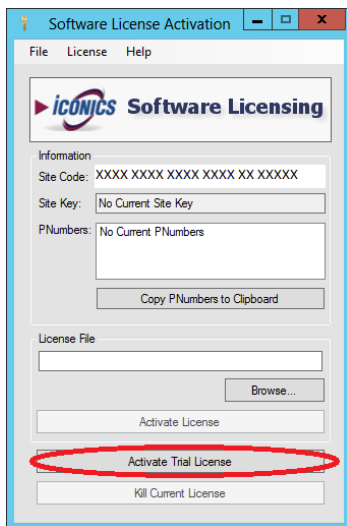 Software License Activation
File License Help
ICONICS Software Licensing
Information
Site Code: XXXX XXXX XXXX XXXX XX XXXXX
Site Key: No Current Site Key
PNumbers: No Current PNumbers
Copy PNumbers to Clipboard
License File
Browse...
Activate License
Activate Trial License
Kill Current License